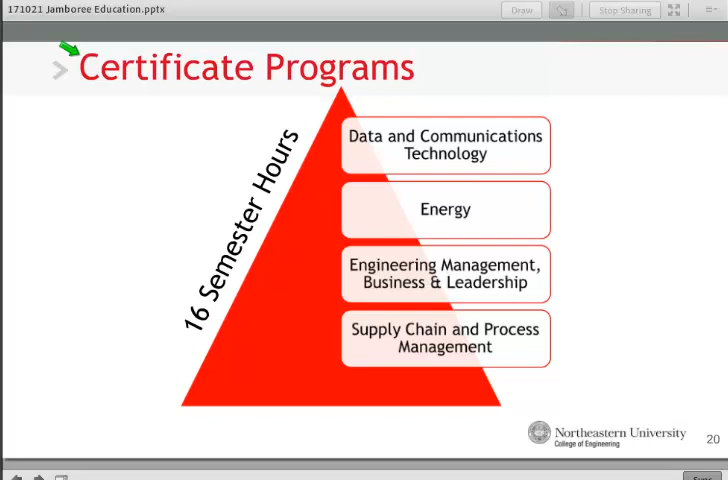 171021 Jamboree Education.pptx
Draw
Stop Sharing
Certificate Programs
16 Semester Hours
Data and Communications
Technology
Energy
Engineering Management,
Business & Leadership
Supply Chain and Process
Management
Northeastern University
College of Engineering
20
Sync